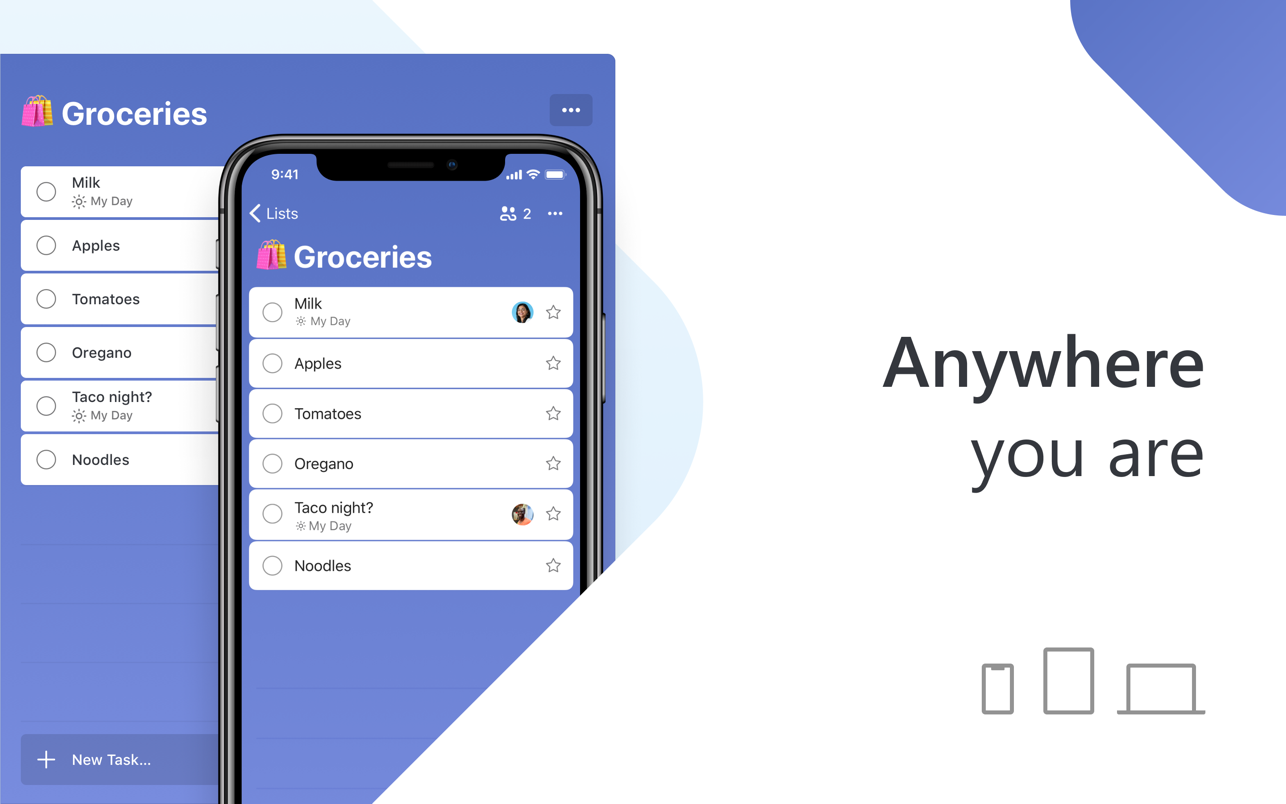 Groceries
Milk
My Day
Apples
Tomatoes
Oregano
Taco night?
My Day
Noodles
New Task...
9:41
Lists
2
Groceries
Milk
My Day
Apples
Tomatoes
Oregano
Taco night?
My Day
Noodles
Anywhere
you are